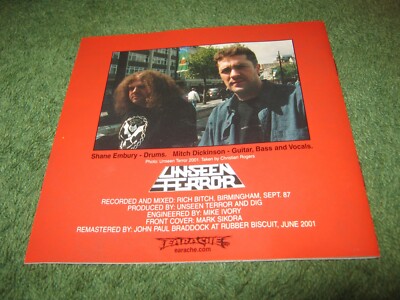 Shane Embury - Drums. Mitch Dickinson - Guitar, Bass and Vocals.
Photo: Unseen Terror 2001. Taken by Christian Rogers
UNSEEN
TERROR
RECORDED AND MIXED: RICH BITCH, BIRMINGHAM, SEPT. 87
PRODUCED BY: UNSEEN TERROR AND DIG
ENGINEERED BY: MIKE IVORY
FRONT COVER: MARK SIKORA
REMASTERED BY: JOHN PAUL BRADDOCK AT RUBBER BISCUIT, JUNE 2001
EARACHE
earache.com